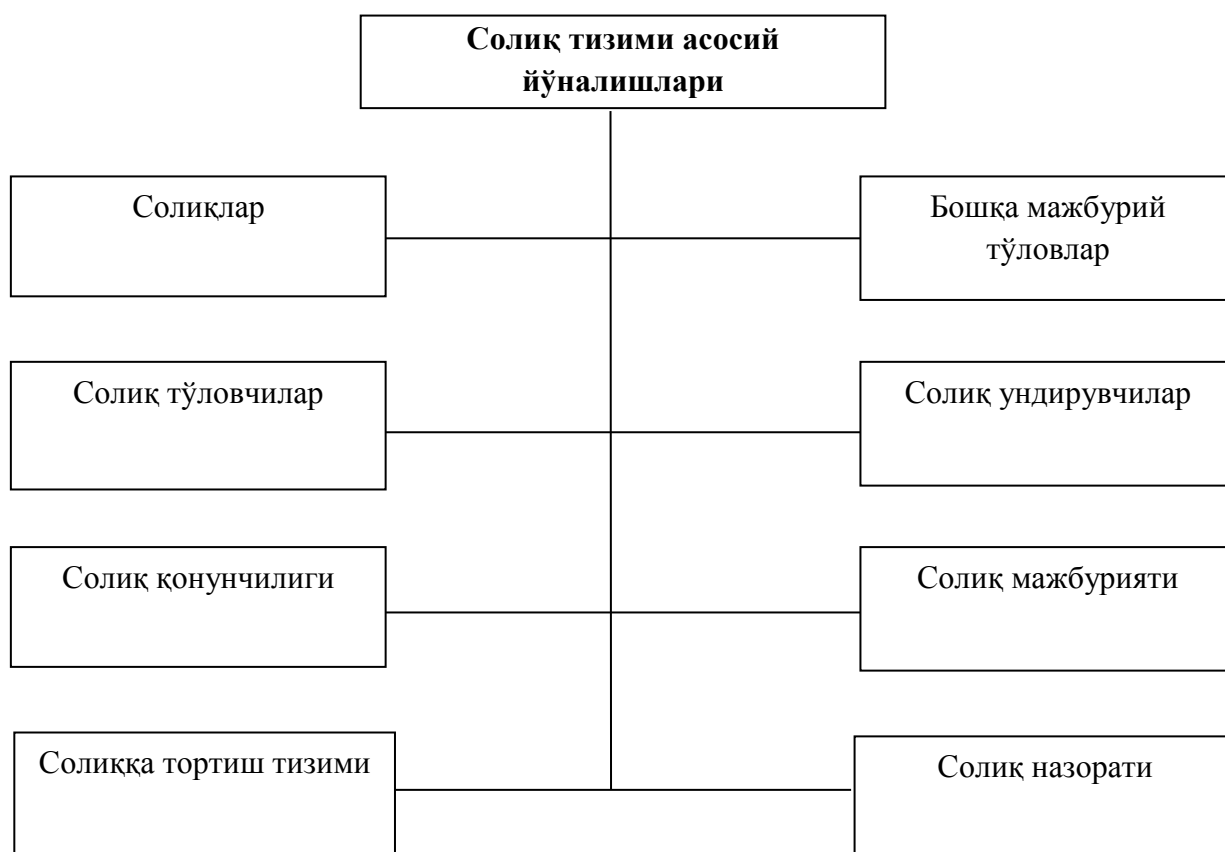 Солиқ тизими асосий
йўналишлари
Солиқлар
Бошқа мажбурий
тўловлар
Солиқ тўловчилар
Солиқ ундирувчилар
Солиқ қонунчилиги
Солиқ мажбурияти
Солиққа тортиш тизими
Солиқ назорати